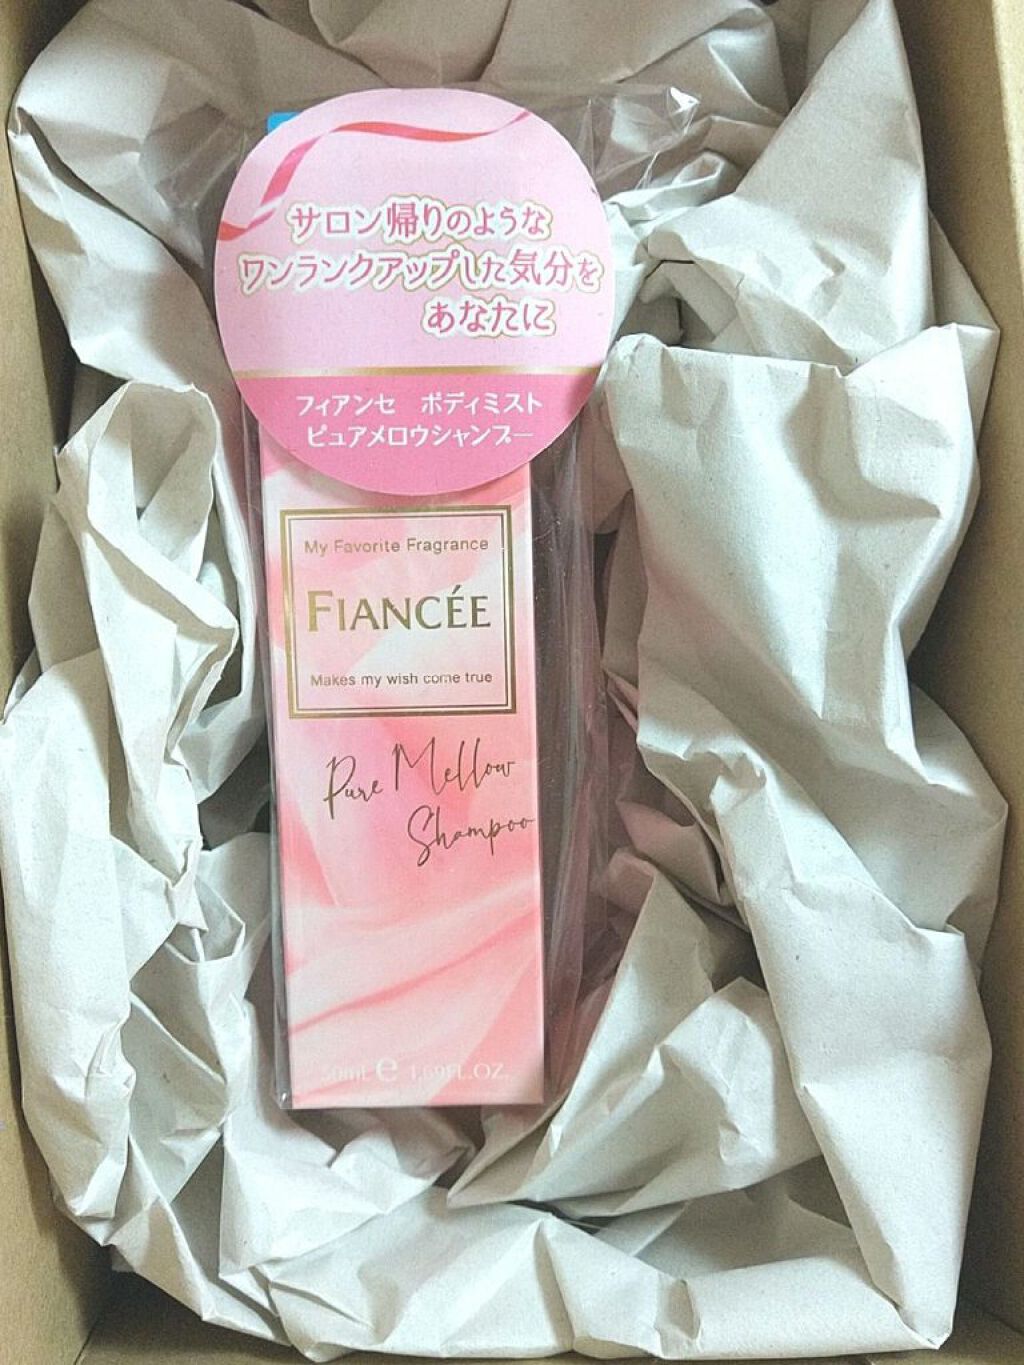 サロン帰りのような
ワンランクアップした気分を
あなたに
フィアンセ ボディミスト
ピュアメロウシャンプー
My Favorite Fragrance
FIANCÉE
Makes my wish come true
Pure Mellow
Shampoo
50mL e 1.69FL.OZ.